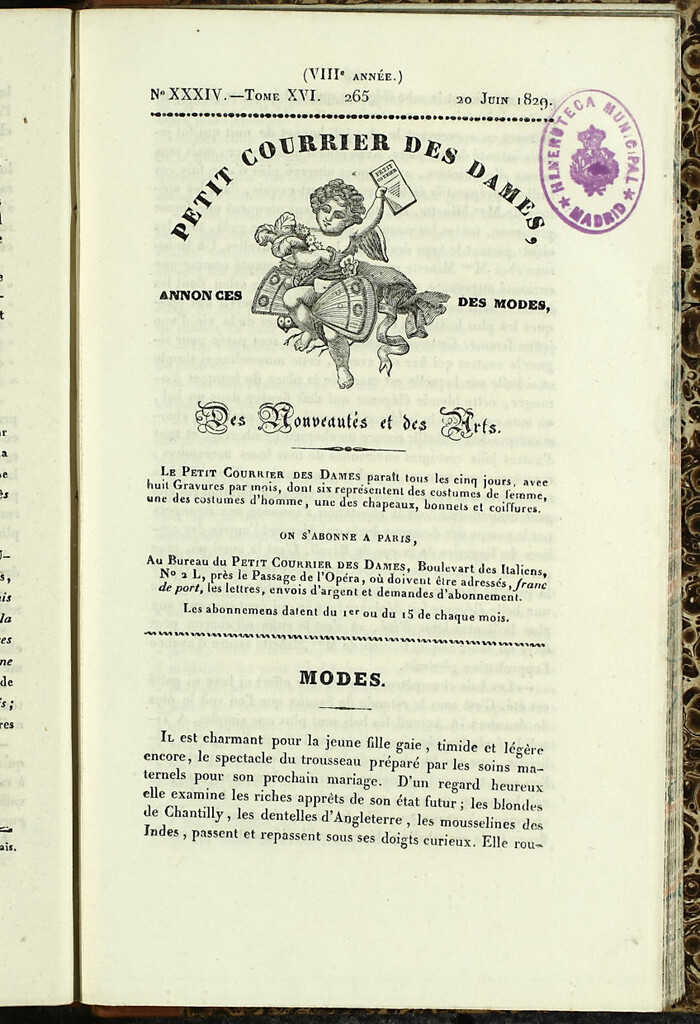 (VIIIe ANNÉE.)
No XXXIV.—TOME XVI. 265 20 JUIN 1829.
PETIT COURRIER DES DAMES,
PETIT COURRIER
ANNONCES DES MODES,
Des Nouveautés et des Arts.
HEMEROTECA MUNICIPAL
★ MADRID ★
LE PETIT COURRIER DES DAMES paraît tous les cinq jours, avec
huit Gravures par mois, dont six représentent des costumes de femme,
une des costumes d'homme, une des chapeaux, bonnets et coiffures.
ON S'ABONNE A PARIS,
Au Bureau du PETIT COURRIER DES DAMES, Boulevart des Italiens,
No 2 L, près le Passage de l'Opéra, où doivent être adressés, franc
de port, les lettres, envois d'argent et demandes d'abonnement.
Les abonnemens datent du 1er ou du 15 de chaque mois.
MODES.
IL est charmant pour la jeune fille gaie, timide et légère
encore, le spectacle du trousseau préparé par les soins ma-
ternels pour son prochain mariage. D'un regard heureux
elle examine les riches apprêts de son état futur; les blondes
de Chantilly, les dentelles d'Angleterre, les mousselines des
Indes, passent et repassent sous ses doigts curieux. Elle rou-